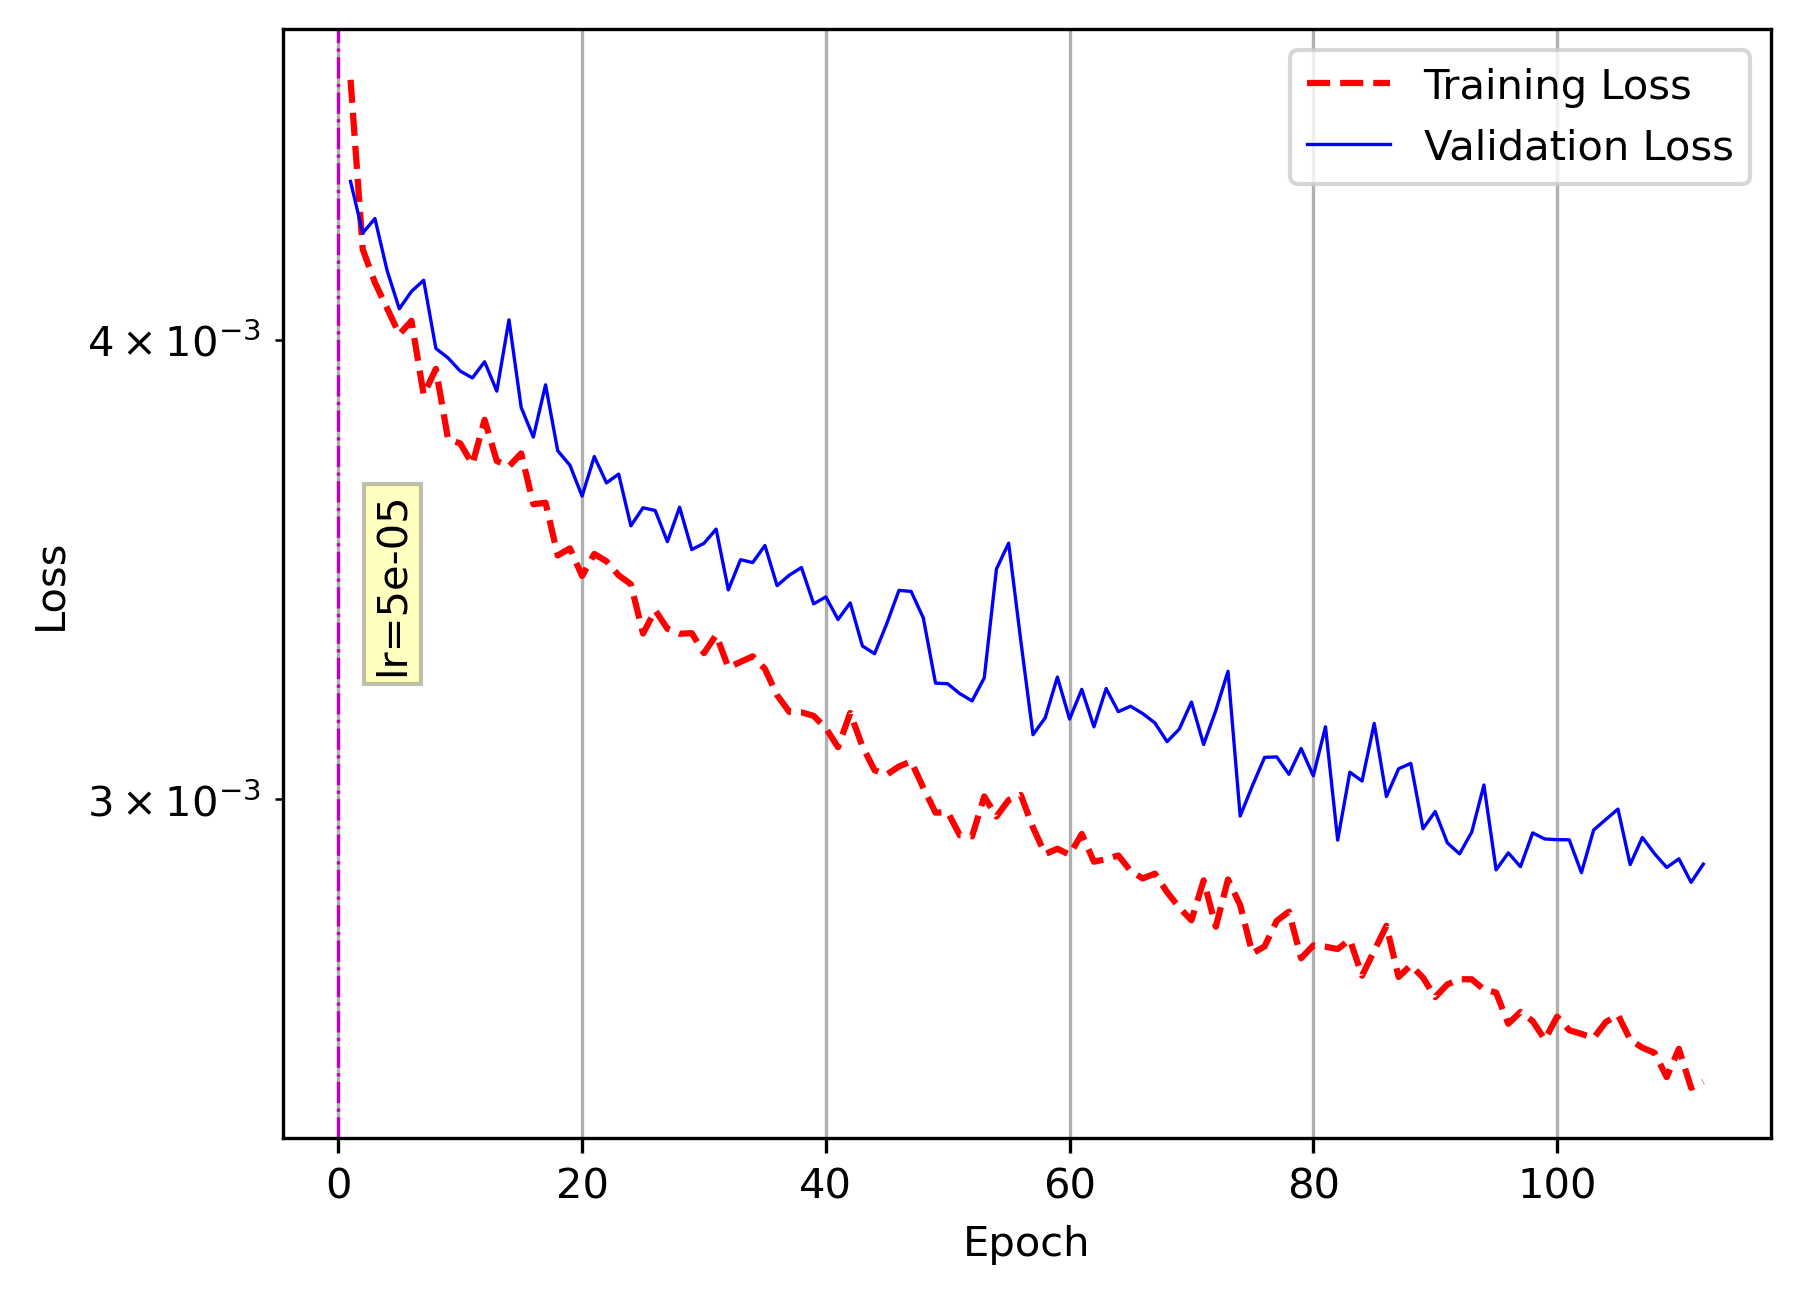 Training Loss
Validation Loss
4 × 10⁻³
3 × 10⁻³
Loss
lr=5e-05
0 20 40 60 80 100
Epoch